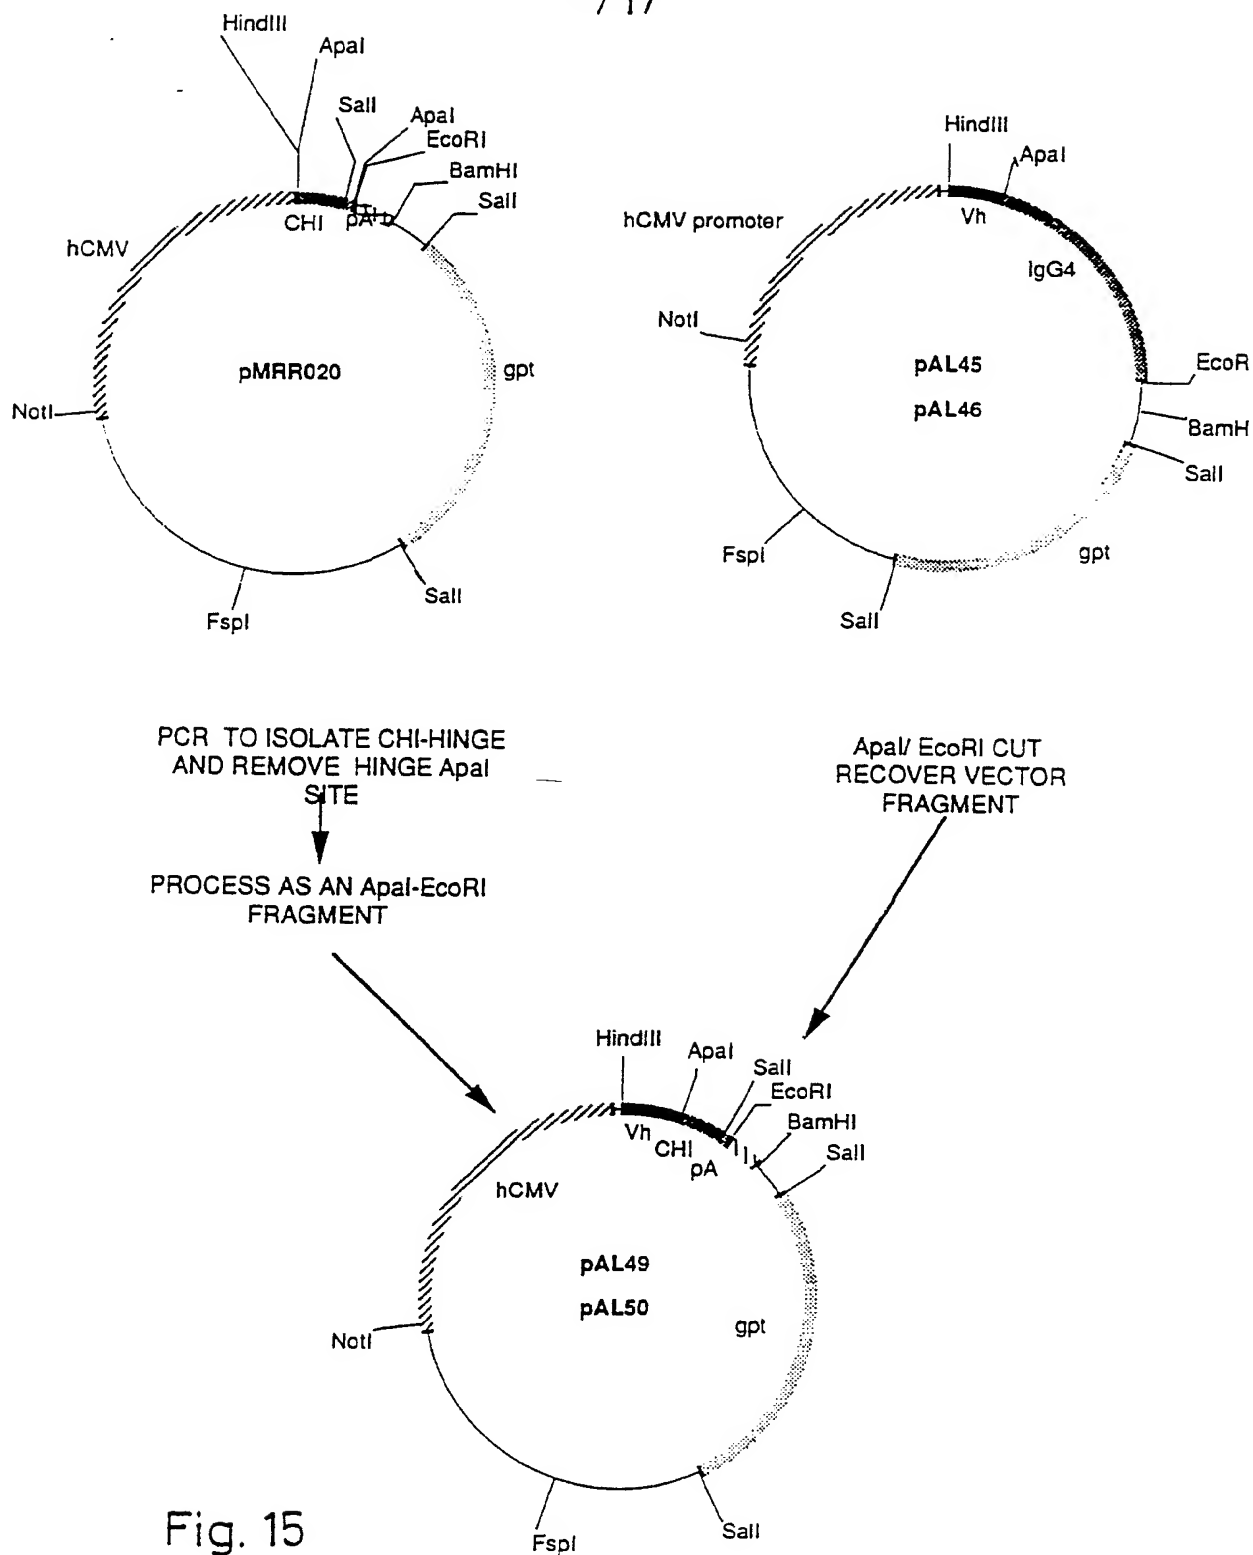 / 17
HindIII
ApaI
SalI
ApaI
EcoRI
BamHI
SalI
CHI
pA
hCMV
pMRR020
gpt
NotI
SalI
FspI
HindIII
ApaI
Vh
hCMV promoter
IgG4
NotI
pAL45
pAL46
EcoR
BamH
SalI
FspI
gpt
SalI
PCR TO ISOLATE CHI-HINGE
AND REMOVE HINGE ApaI
SITE
PROCESS AS AN ApaI-EcoRI
FRAGMENT
ApaI/ EcoRI CUT
RECOVER VECTOR
FRAGMENT
HindIII
ApaI
SalI
EcoRI
BamHI
SalI
Vh
CHI
pA
hCMV
pAL49
pAL50
gpt
NotI
FspI
SalI
Fig. 15